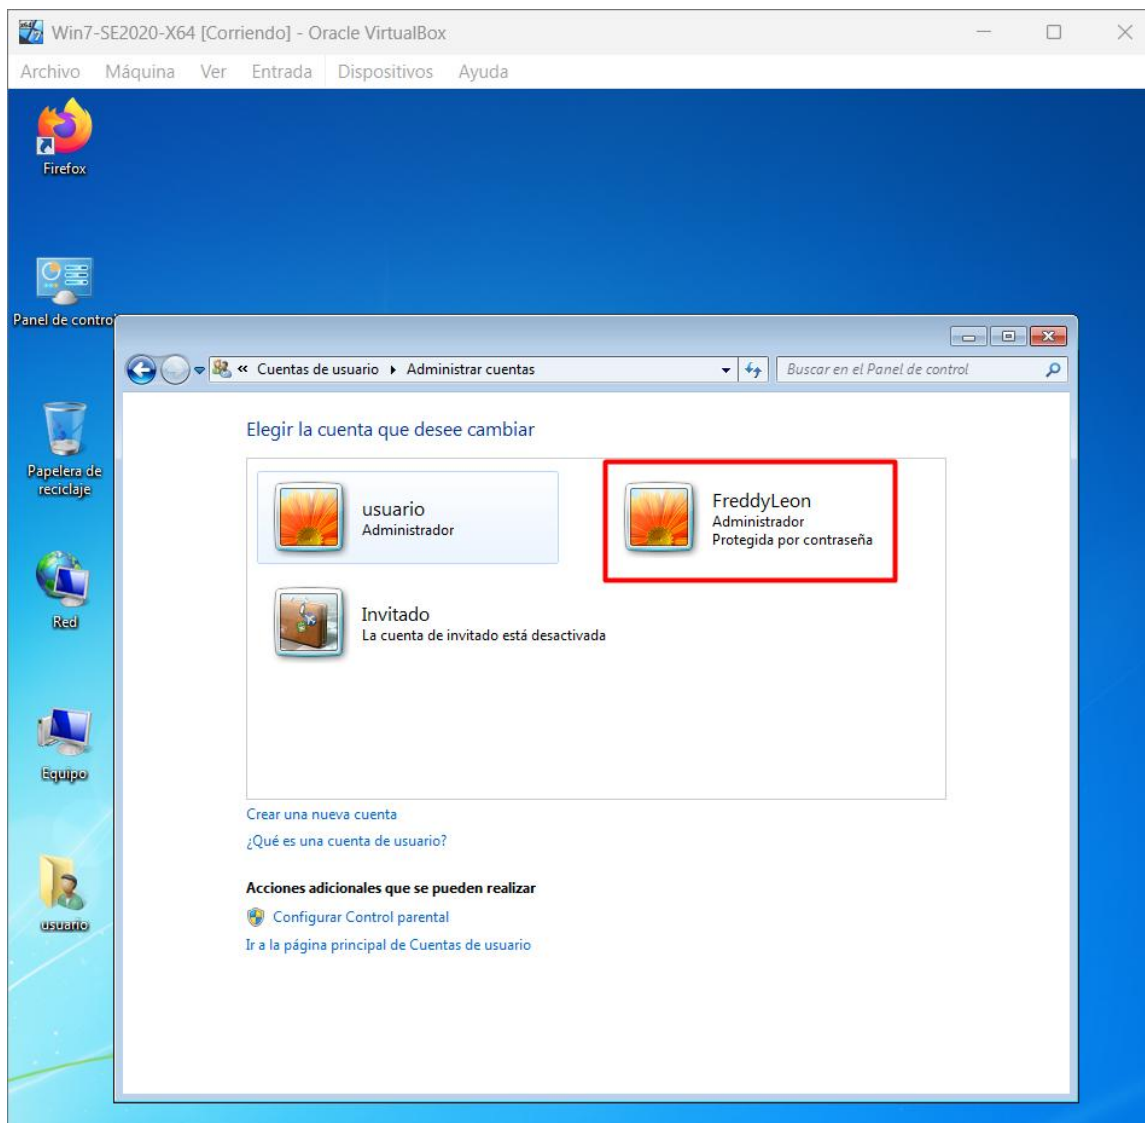 Win7-SE2020-X64 [Corriendo] - Oracle VirtualBox
Archivo Máquina Ver Entrada Dispositivos Ayuda
Firefox
Panel de control
« Cuentas de usuario Administrar cuentas
Buscar en el Panel de control
Elegir la cuenta que desee cambiar
usuario
Administrador
FreddyLeon
Administrador
Protegida por contraseña
Invitado
La cuenta de invitado está desactivada
Papelera de
reciclaje
Red
Equipo
usuario
Crear una nueva cuenta
¿Qué es una cuenta de usuario?
Acciones adicionales que se pueden realizar
Configurar Control parental
Ir a la página principal de Cuentas de usuario